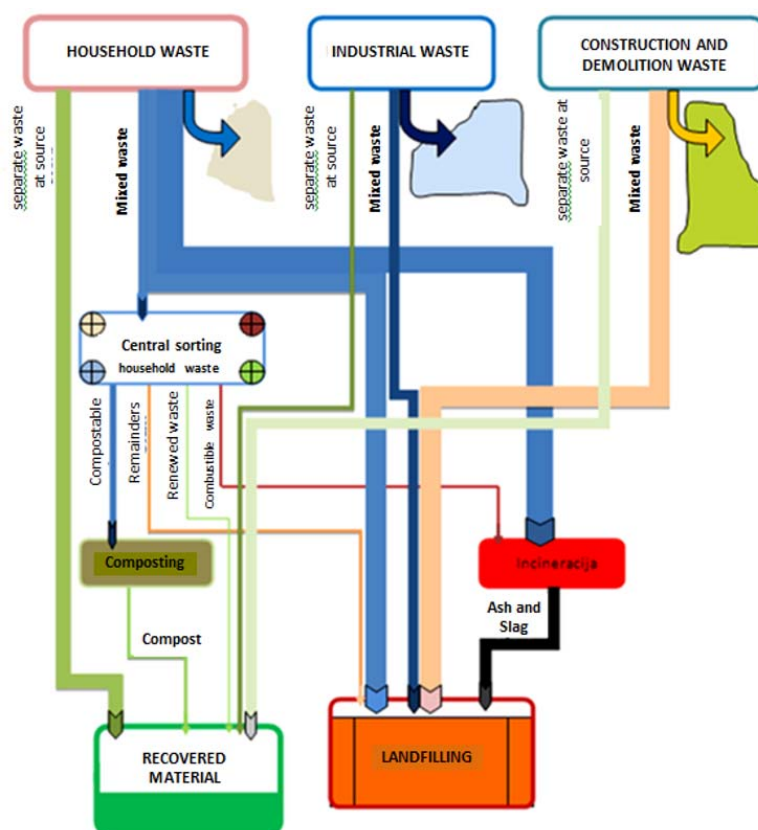 HOUSEHOLD WASTE
INDUSTRIAL WASTE
CONSTRUCTION AND
DEMOLITION WASTE
separate waste
at source
Mixed waste
separate waste
at source
Mixed waste
separate waste at
source
Mixed waste
Central sorting
household waste
Compostable
Remainders
Renewed waste
Combustible waste
Composting
Incineracija
Compost
Ash and
Slag
RECOVERED
MATERIAL
LANDFILLING